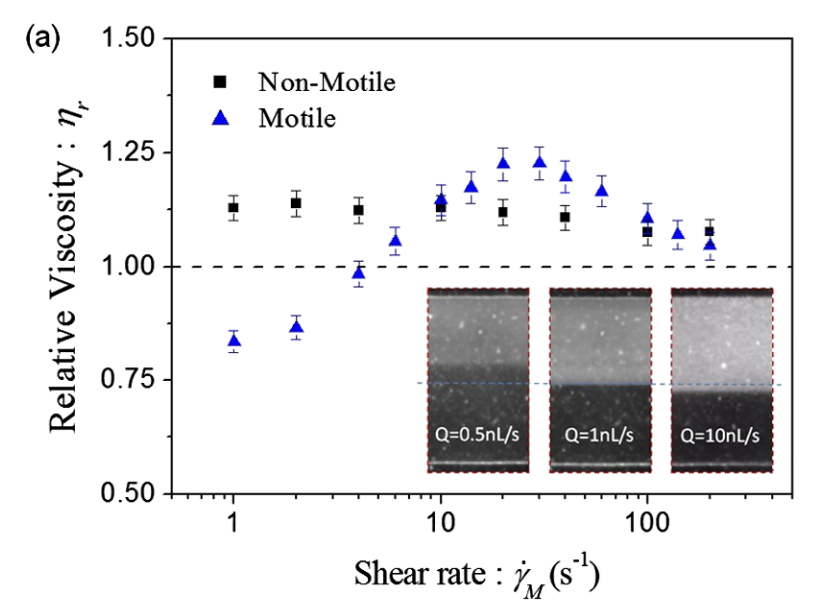 (a)
1.50
1.25
1.00
0.75
0.50
Relative Viscosity : ηr
Non-Motile
Motile
Q=0.5nL/s
Q=1nL/s
Q=10nL/s
1
10
100
Shear rate : γ̇M (s-1)